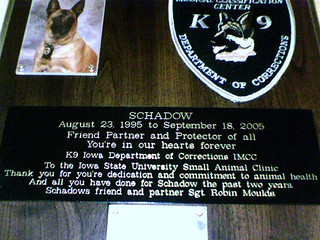 MEDICAL CLASSIFICATION
CENTER
K 9
DEPARTMENT OF CORRECTIONS
SCHADOW
August 23, 1995 to September 18, 2005
Friend Partner and Protector of all
You're in our hearts forever
K9 Iowa Department of Corrections IMCC
To the Iowa State University Small Animal Clinic
Thank you for you're dedication and commitment to animal health
And all you have done for Schadow the past two years
Schadows friend and partner Sgt. Robin Moulds